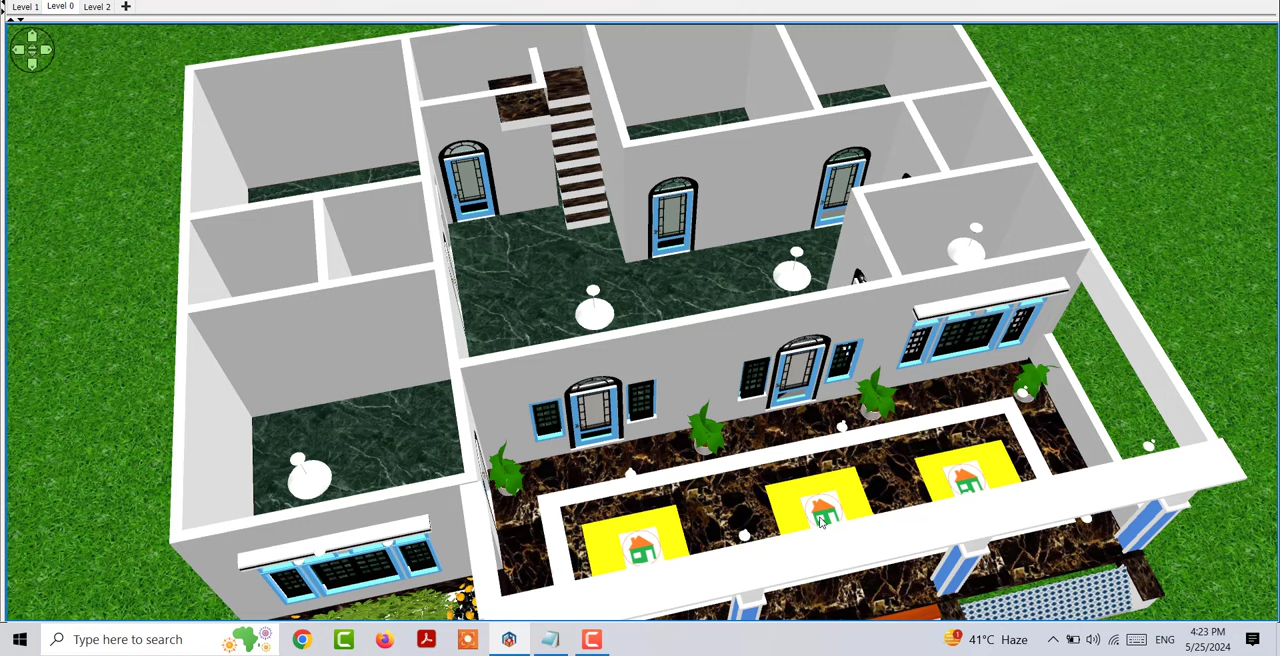 Level 1 Level 0 Level 2
Type here to search
1
41°C Haze
ENG
4:23 PM
5/25/2024